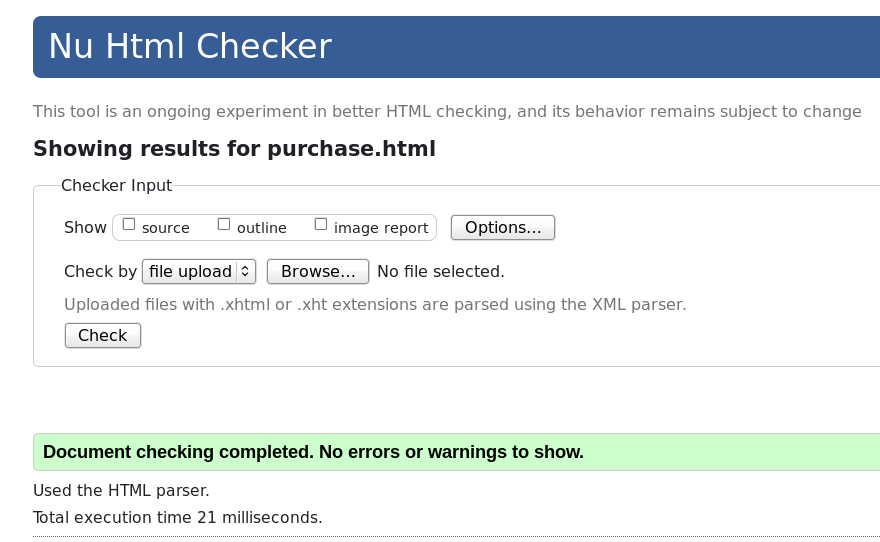 Nu Html Checker
This tool is an ongoing experiment in better HTML checking, and its behavior remains subject to change
Showing results for purchase.html
Checker Input
Show source outline image report Options...
Check by file upload Browse... No file selected.
Uploaded files with .xhtml or .xht extensions are parsed using the XML parser.
Check
Document checking completed. No errors or warnings to show.
Used the HTML parser.
Total execution time 21 milliseconds.